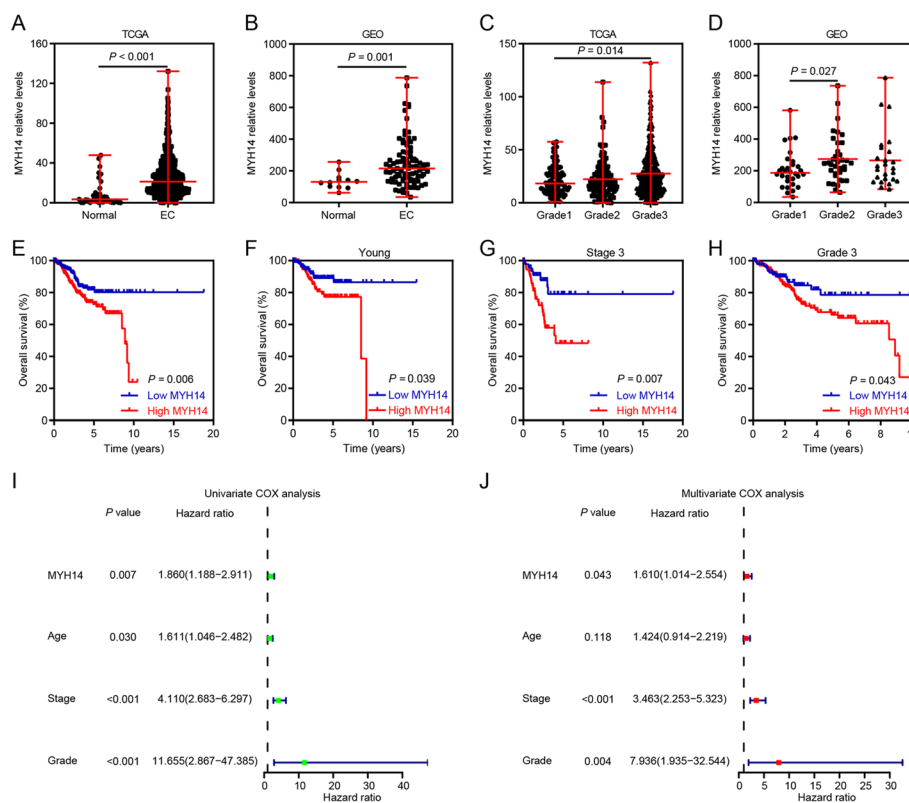 A
TCGA
MYH14 relative levels
160
120
80
40
0
P < 0.001
Normal
EC
B
GEO
MYH14 relative levels
1000
800
600
400
200
0
P = 0.001
Normal
EC
C
TCGA
MYH14 relative levels
150
125
100
75
50
25
0
P = 0.014
Grade1
Grade2
Grade3
D
GEO
MYH14 relative levels
1000
800
600
400
200
0
P = 0.027
Grade1
Grade2
Grade3
E
Overall survival (%)
100
80
60
40
20
0
P = 0.006
Low MYH14
High MYH14
0
5
10
15
20
Time (years)
F
Young
Overall survival (%)
100
80
60
40
20
0
P = 0.039
Low MYH14
High MYH14
0
5
10
15
20
Time (years)
G
Stage 3
Overall survival (%)
100
80
60
40
20
0
P = 0.007
Low MYH14
High MYH14
0
5
10
15
20
Time (years)
H
Grade 3
Overall survival (%)
100
80
60
40
20
0
P = 0.043
Low MYH14
High MYH14
0
2
4
6
8
Time (years)
I
Univariate COX analysis
P value Hazard ratio
MYH14 0.007 1.860(1.188−2.911)
Age 0.030 1.611(1.046−2.482)
Stage <0.001 4.110(2.683−6.297)
Grade <0.001 11.655(2.867−47.385)
0 10 20 30 40
Hazard ratio
J
Multivariate COX analysis
P value Hazard ratio
MYH14 0.043 1.610(1.014−2.554)
Age 0.118 1.424(0.914−2.219)
Stage <0.001 3.463(2.253−5.323)
Grade 0.004 7.936(1.935−32.544)
0 5 10 15 20 25 30
Hazard ratio